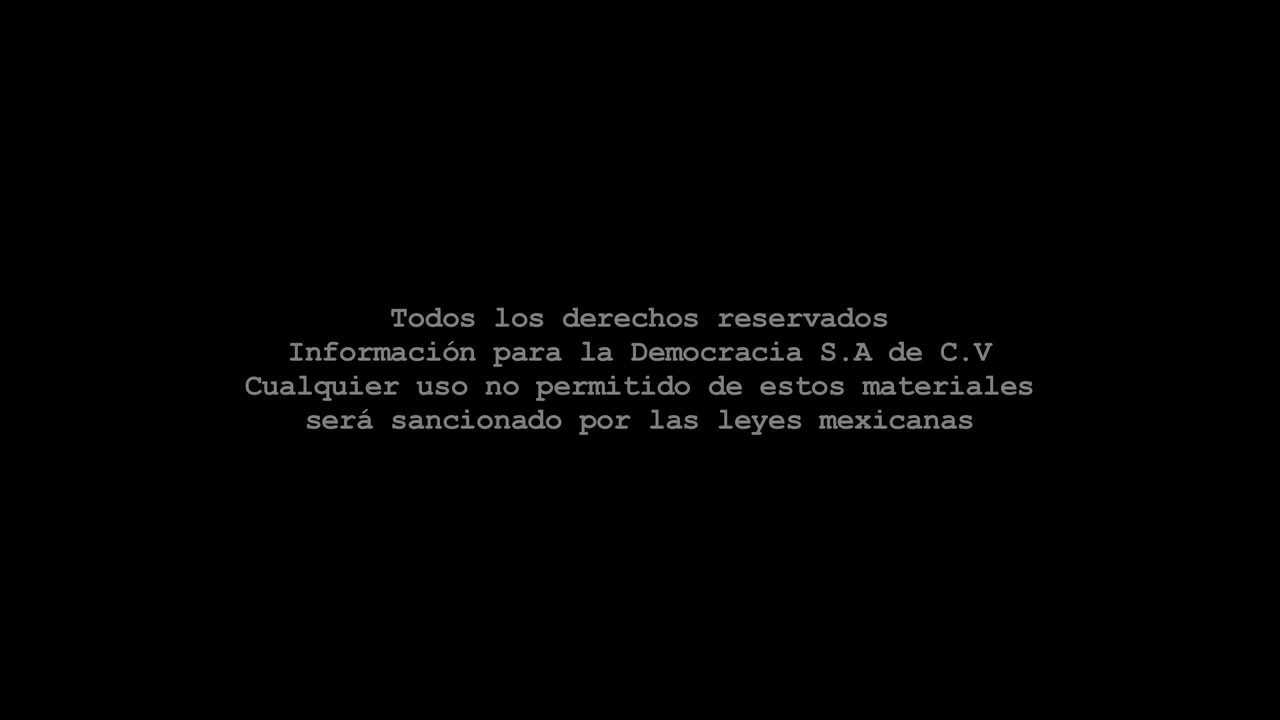 Todos los derechos reservados
Información para la Democracia S.A de C.V
Cualquier uso no permitido de estos materiales
será sancionado por las leyes mexicanas